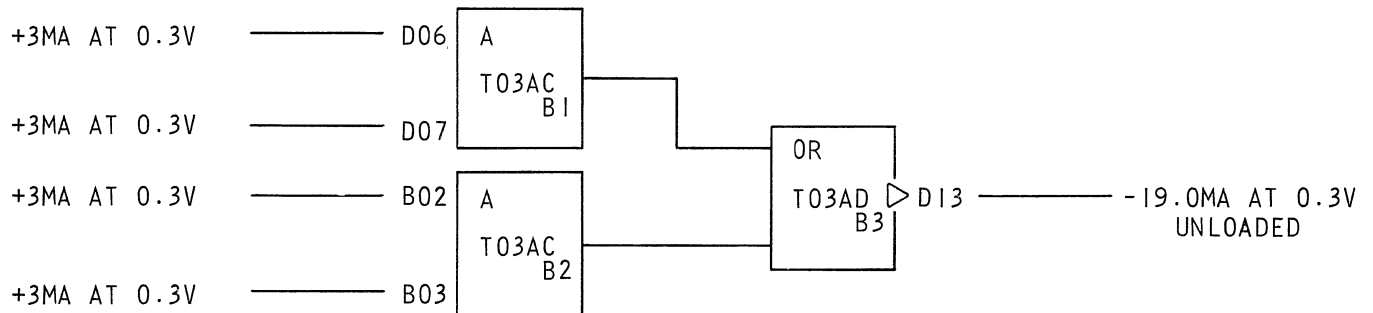 +3MA AT 0.3V D06 A
T03AC
B1
+3MA AT 0.3V D07
OR
T03AD D13 -19.0MA AT 0.3V
B3 UNLOADED
+3MA AT 0.3V B02 A
T03AC
B2
+3MA AT 0.3V B03